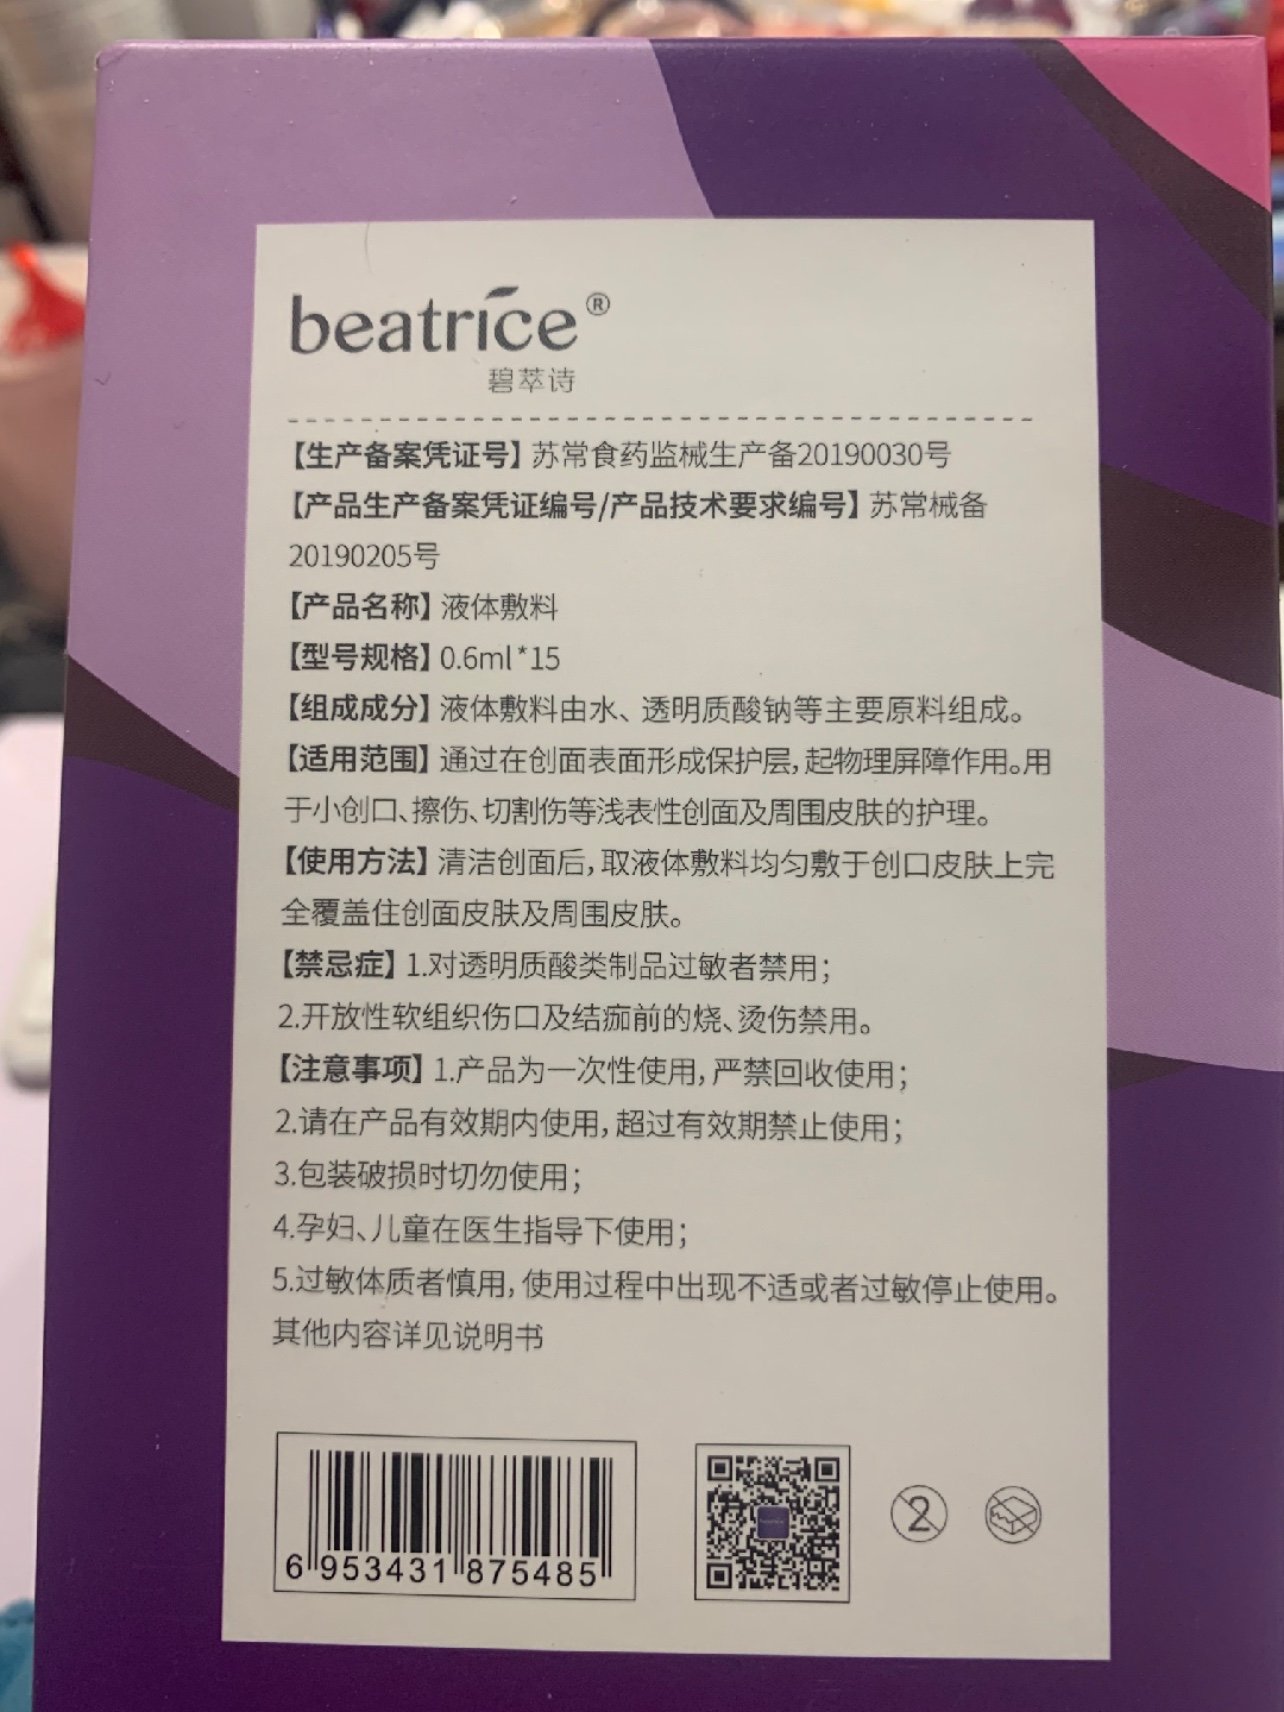 beatrice®
碧萃诗
【生产备案凭证号】苏常食药监械生产备20190030号
【产品生产备案凭证编号/产品技术要求编号】苏常械备
20190205号
【产品名称】液体敷料
【型号规格】0.6ml*15
【组成成分】液体敷料由水、透明质酸钠等主要原料组成。
【适用范围】通过在创面表面形成保护层,起物理屏障作用。用
于小创口、擦伤、切割伤等浅表性创面及周围皮肤的护理。
【使用方法】清洁创面后,取液体敷料均匀敷于创口皮肤上完
全覆盖住创面皮肤及周围皮肤。
【禁忌症】1.对透明质酸类制品过敏者禁用;
2.开放性软组织伤口及结痂前的烧、烫伤禁用。
【注意事项】1.产品为一次性使用,严禁回收使用;
2.请在产品有效期内使用,超过有效期禁止使用;
3.包装破损时切勿使用;
4.孕妇、儿童在医生指导下使用;
5.过敏体质者慎用,使用过程中出现不适或者过敏停止使用。
其他内容详见说明书
6 953431 875485
2